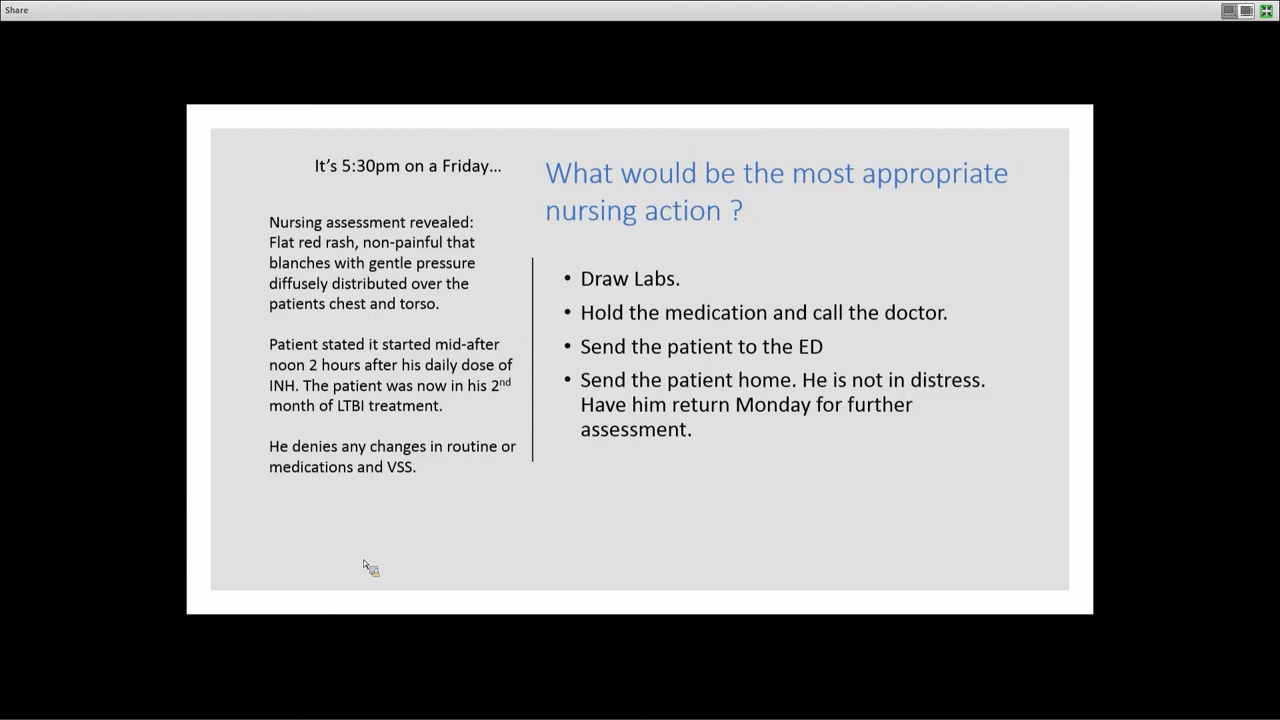 Share
It's 5:30pm on a Friday...
Nursing assessment revealed:
Flat red rash, non-painful that
blanches with gentle pressure
diffusely distributed over the
patients chest and torso.
Patient stated it started mid-after
noon 2 hours after his daily dose of
INH. The patient was now in his 2nd
month of LTBI treatment.
He denies any changes in routine or
medications and VSS.
What would be the most appropriate
nursing action ?
• Draw Labs.
• Hold the medication and call the doctor.
• Send the patient to the ED
• Send the patient home. He is not in distress.
Have him return Monday for further
assessment.